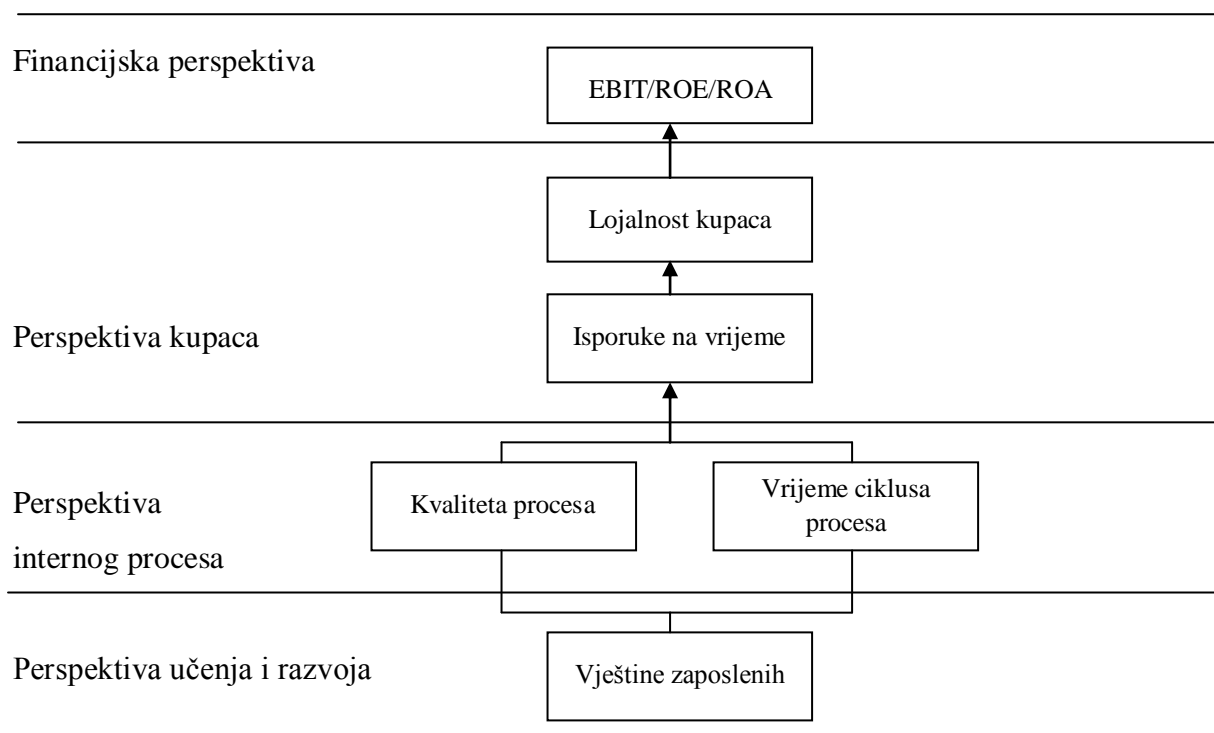 Financijska perspektiva
EBIT/ROE/ROA
Lojalnost kupaca
Perspektiva kupaca
Isporuke na vrijeme
Perspektiva
internog procesa
Kvaliteta procesa
Vrijeme ciklusa
procesa
Perspektiva učenja i razvoja
Vještine zaposlenih